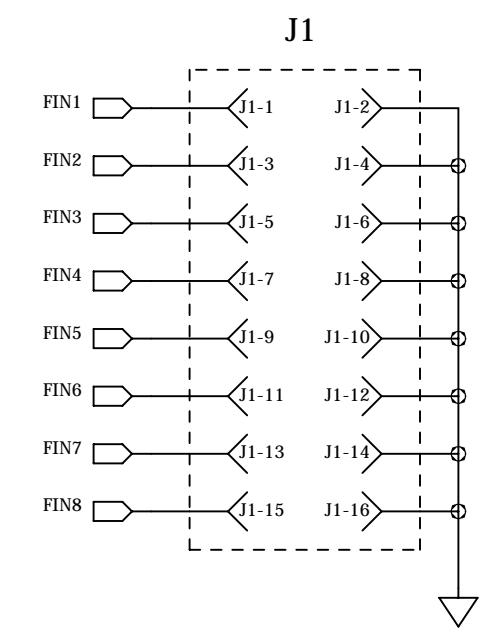 J1
FIN1 J1-1 J1-2
FIN2 J1-3 J1-4
FIN3 J1-5 J1-6
FIN4 J1-7 J1-8
FIN5 J1-9 J1-10
FIN6 J1-11 J1-12
FIN7 J1-13 J1-14
FIN8 J1-15 J1-16